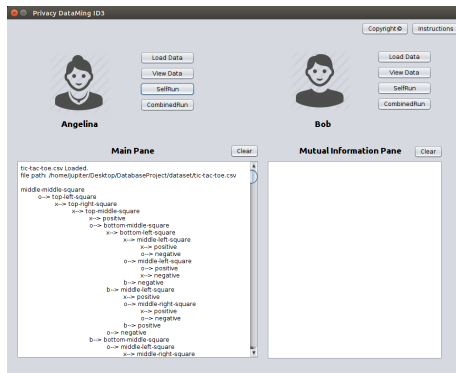 Privacy DataMing ID3
Copyright© Instructions
Load Data
View Data
SelfRun
CombinedRun
Angelina
Load Data
View Data
SelfRun
CombinedRun
Bob
Main Pane Clear
Mutual Information Pane Clear
tic-tac-toe.csv Loaded.
file path: /home/jupiter/Desktop/DatabaseProject/dataset/tic-tac-toe.csv
middle-middle-square
o--> top-left-square
x--> top-right-square
x--> top-middle-square
x--> positive
o--> bottom-middle-square
x--> bottom-left-square
x--> middle-left-square
x--> positive
o--> negative
o--> middle-left-square
o--> positive
x--> negative
b--> negative
b--> middle-left-square
x--> positive
o--> middle-right-square
x--> positive
o--> negative
b--> positive
o--> negative
b--> bottom-middle-square
o--> middle-left-square
x--> middle-right-square